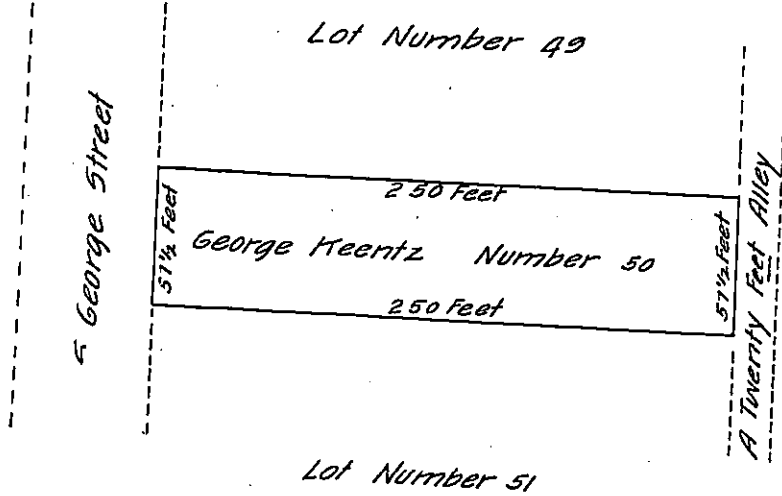 Lot Number 49
George Street
250 Feet
57½ Feet
George Keentz Number 50
57½ Feet
250 Feet
A Twenty Feet Alley
Lot Number 51